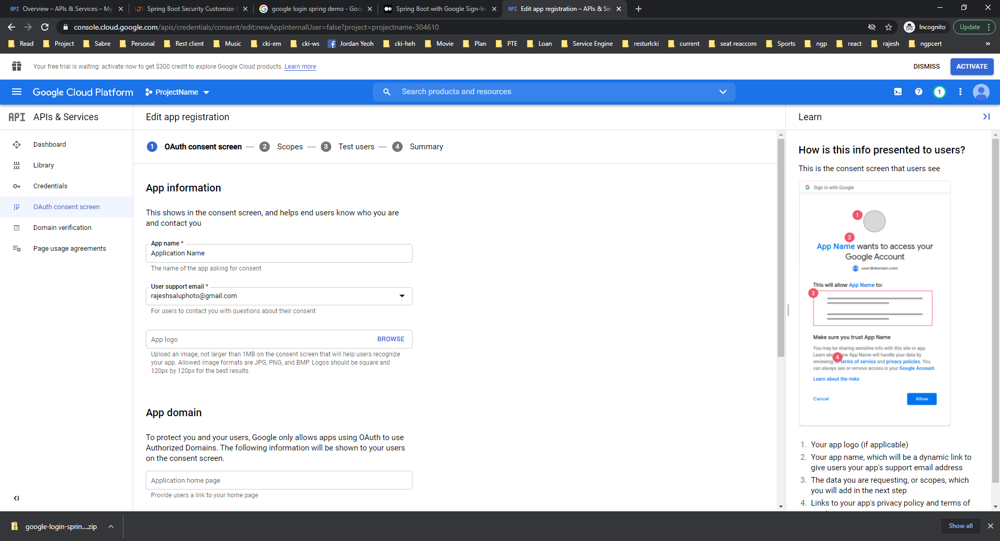 API Overview – APIs & Services – My
Spring Boot Security Customize
google login spring demo - Goo
Spring Boot with Google Sign-In
API Edit app registration – APIs & Se
console.cloud.google.com/apis/credentials/consent/edit;newAppInternalUser=false?project=projectname-304610
Incognito
Update
Read Project Sabre Personal Rest client Music cki-em cki-ws Jordan Yeoh cki-heh Movie Plan PTE Loan Service Engine resturlcki current seat reaccom Sports ngp react rajesh ngpcert »
Your free trial is waiting: activate now to get $300 credit to explore Google Cloud products. Learn more
DISMISS
ACTIVATE
Google Cloud Platform
ProjectName
Search products and resources
1
API APIs & Services
Dashboard
Library
Credentials
OAuth consent screen
Domain verification
Page usage agreements
Edit app registration
1 OAuth consent screen — 2 Scopes — 3 Test users — 4 Summary
App information
This shows in the consent screen, and helps end users know who you are
and contact you
App name *
Application Name
The name of the app asking for consent
User support email *
rajeshsaluphoto@gmail.com
For users to contact you with questions about their consent
App logo
BROWSE
Upload an image, not larger than 1MB on the consent screen that will help users recognize
your app. Allowed image formats are JPG, PNG, and BMP. Logos should be square and
120px by 120px for the best results.
App domain
To protect you and your users, Google only allows apps using OAuth to use
Authorized Domains. The following information will be shown to your users
on the consent screen.
Application home page
Provide users a link to your home page
Learn
How is this info presented to users?
This is the consent screen that users see
Sign in with Google
1
2
App Name wants to access your
Google Account
user@domain.com
This will allow App Name to:
3
Make sure you trust App Name
You may be sharing sensitive info with this site or app.
Learn about how App Name will handle your data by
4
reviewing its terms of service and privacy policies. You
can always see or remove access in your Google Account.
Learn about the risks
Cancel
Allow
1. Your app logo (if applicable)
2. Your app name, which will be a dynamic link to
give users your app's support email address
3. The data you are requesting, or scopes, which
you will add in the next step
4. Links to your app's privacy policy and terms of
google-login-sprin....zip
Show all